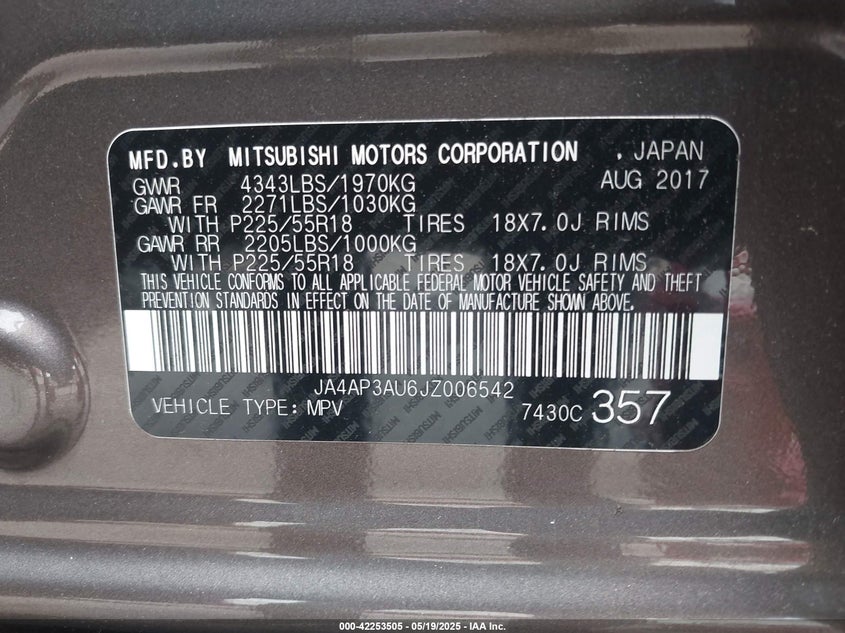 MFD.BY MITSUBISHI MOTORS CORPORATION , JAPAN
GVWR 4343LBS/1970KG AUG 2017
GAWR FR 2271LBS/1030KG
WITH P225/55R18 TIRES 18X7.0J RIMS
GAWR RR 2205LBS/1000KG
WITH P225/55R18 TIRES 18X7.0J RIMS
THIS VEHICLE CONFORMS TO ALL APPLICABLE FEDERAL MOTOR VEHICLE SAFETY AND THEFT
PREVENTION STANDARDS IN EFFECT ON THE DATE OF MANUFACTURE SHOWN ABOVE.
JA4AP3AU6JZ006542
VEHICLE TYPE: MPV 7430C 357
000-42253505 - 05/19/2025 - IAA Inc.